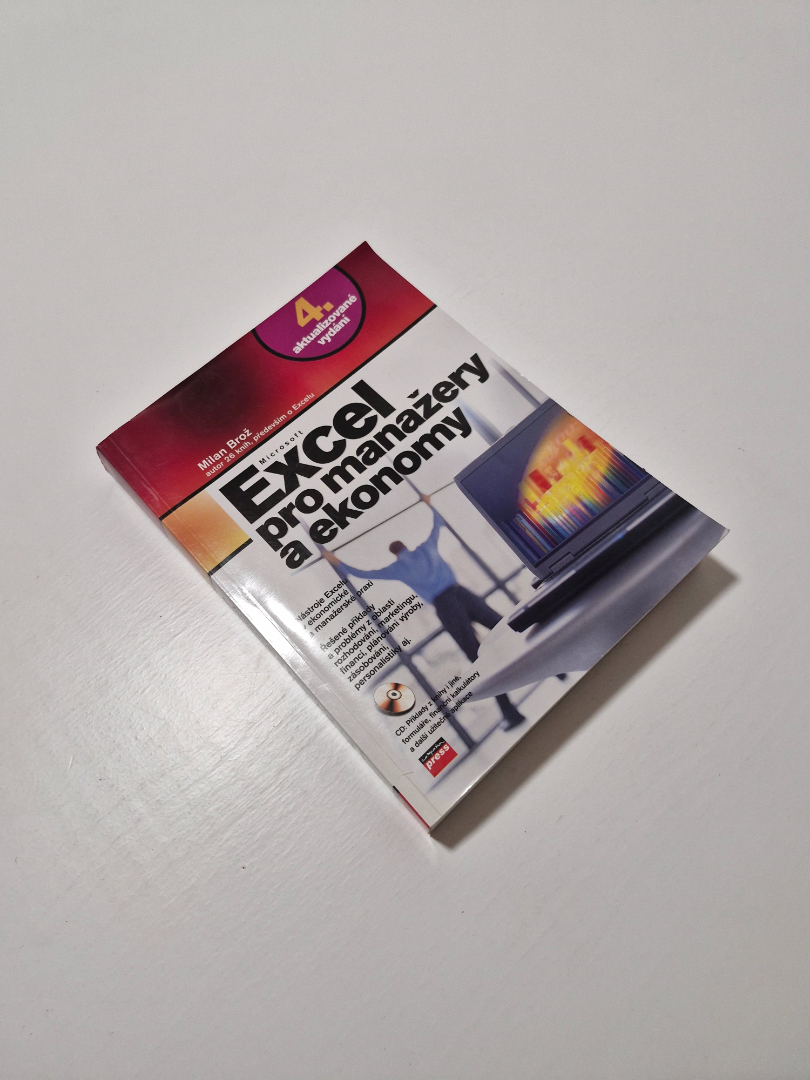 4.
aktualizované
vydání
Milan Brož
autor 26 knih, především o Excelu
Microsoft
Excel
pro manažery
a ekonomy
nástroje Excelu
ekonomické
a manažerské praxi
Řešené příklady
a problémy z oblasti
rozhodování, marketingu,
financí, plánování výroby,
zásobování,
personalistiky aj.
CD: Příklady z knihy i jiné,
formuláře, finanční kalkulátory
a další užitečné aplikace
press